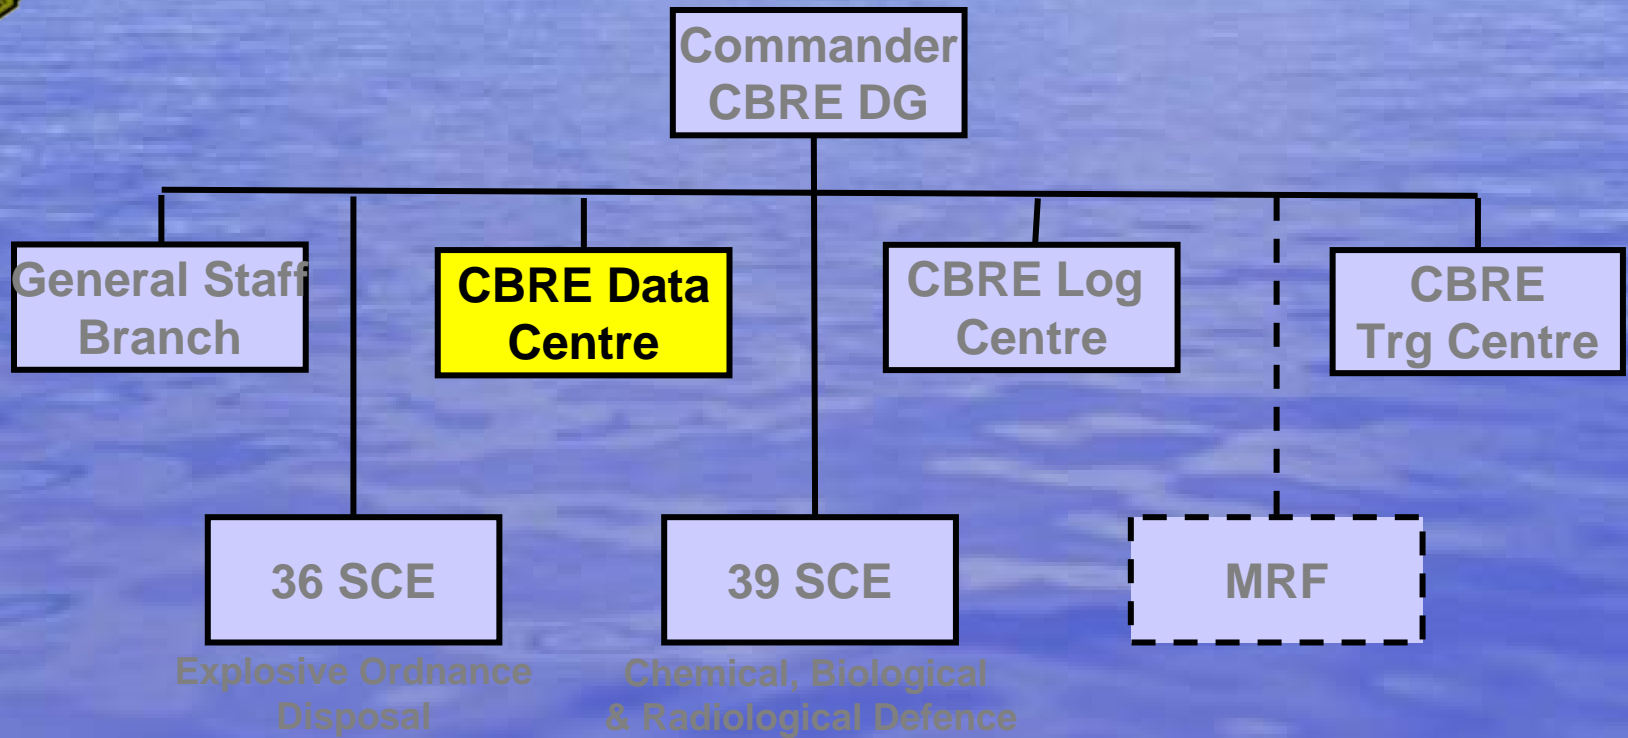 Commander
CBRE DG
General Staff
Branch
CBRE Data
Centre
CBRE Log
Centre
CBRE
Trg Centre
36 SCE
39 SCE
MRF
Explosive Ordnance
Disposal
Chemical, Biological
& Radiological Defence